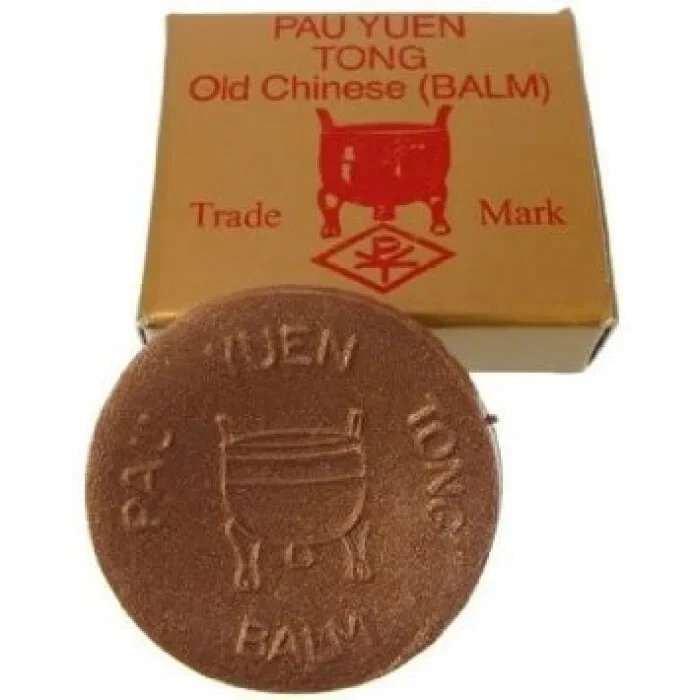 PAU YUEN
TONG
Old Chinese (BALM)
Trade Mark
PAU YUEN TONG
BALM